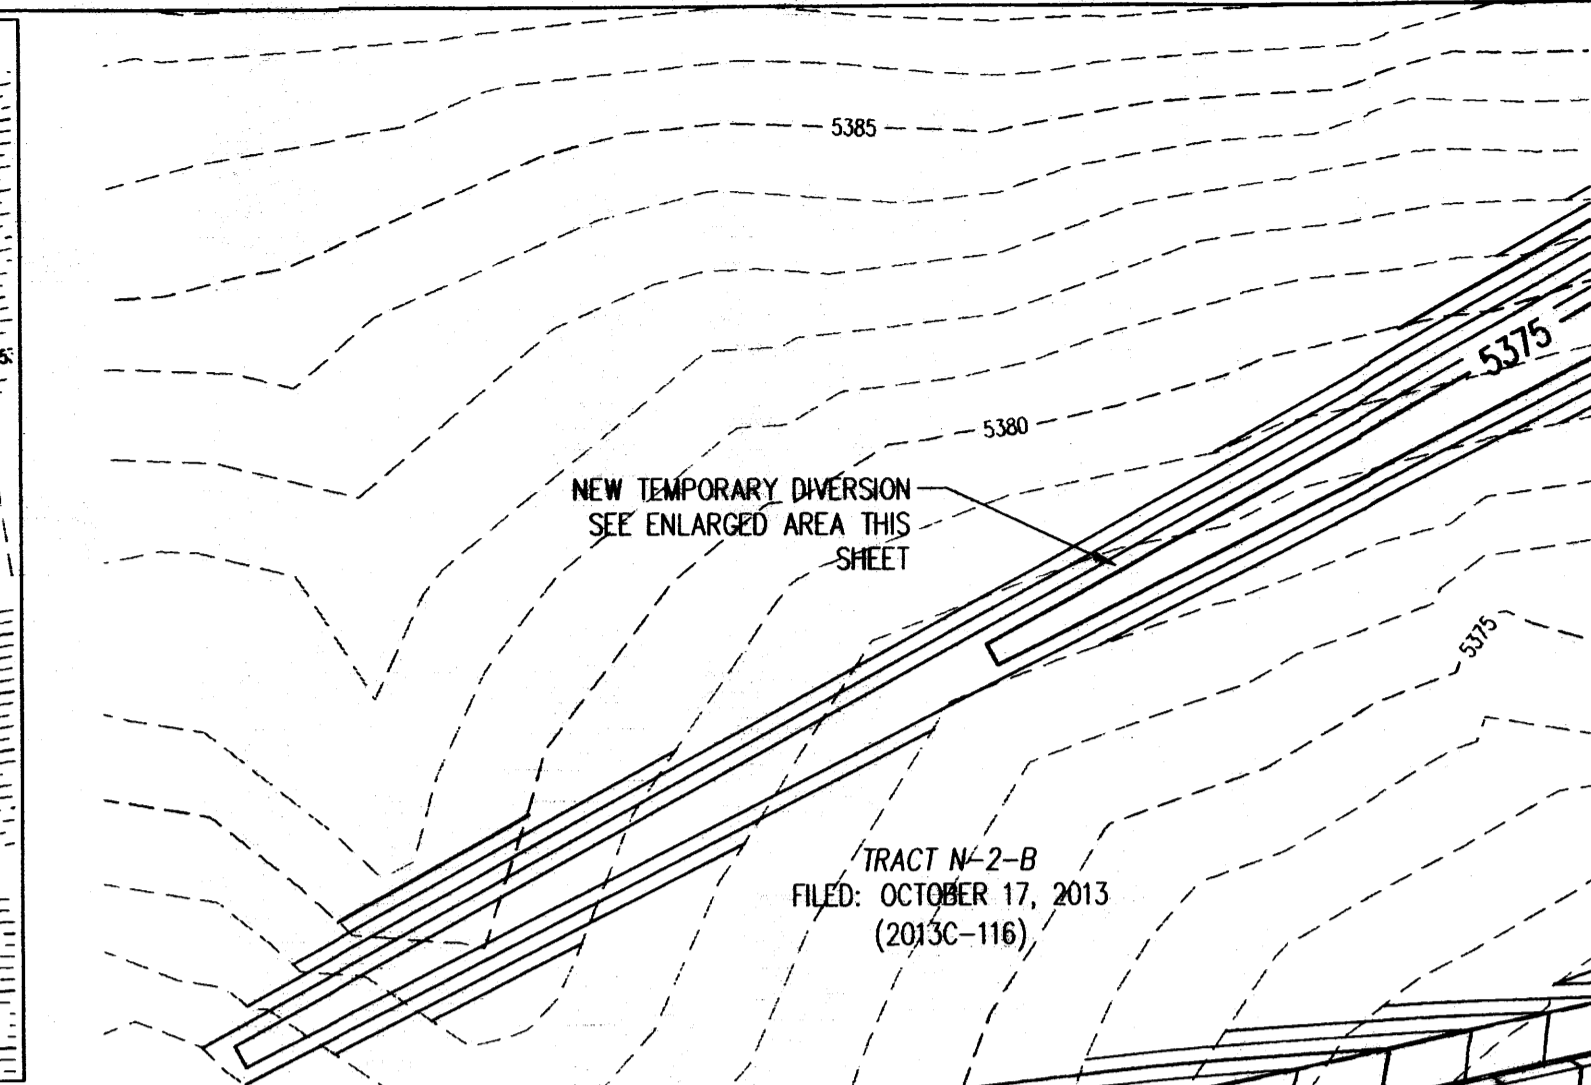 5385
5375
5380
NEW TEMPORARY DIVERSION
SEE ENLARGED AREA THIS
SHEET
5375
TRACT N-2-B
FILED: OCTOBER 17, 2013
(2013C-116)